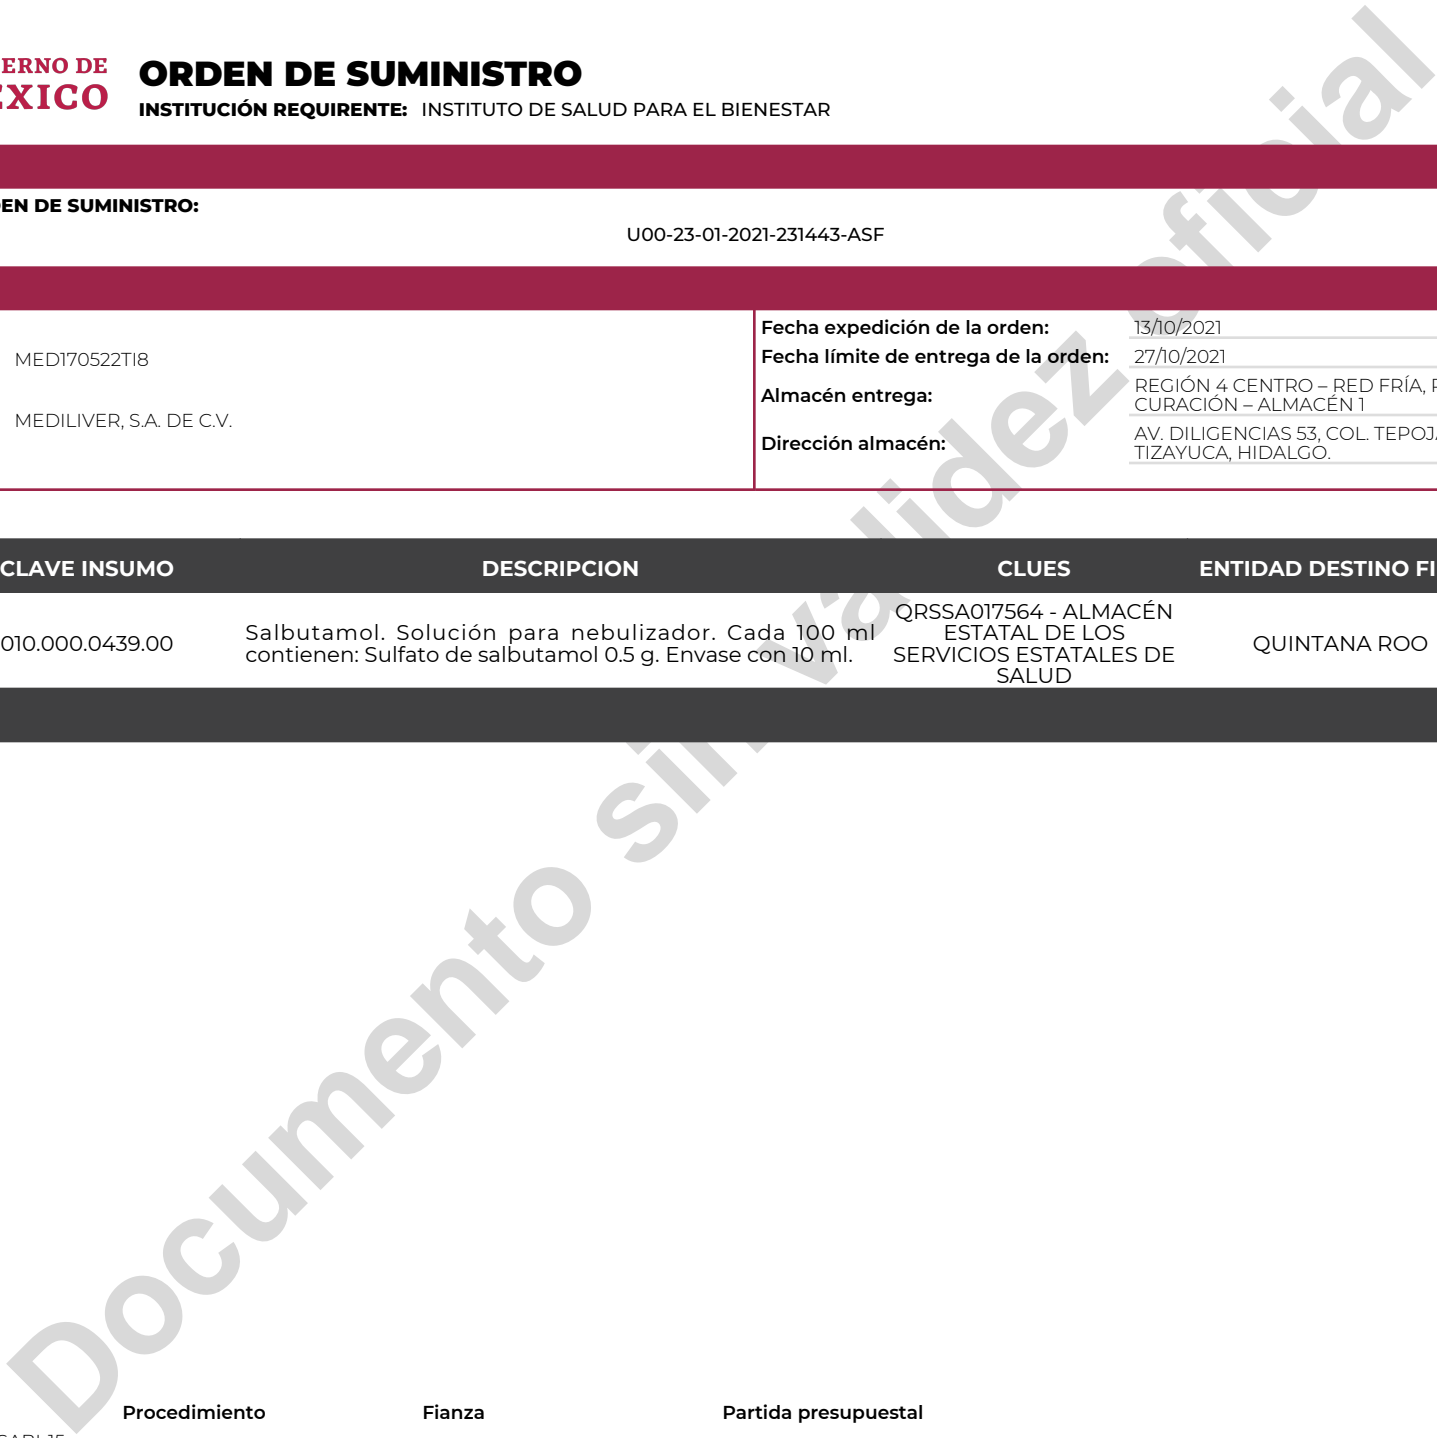 ERNO DE
EXICO
ORDEN DE SUMINISTRO
INSTITUCIÓN REQUIRENTE: INSTITUTO DE SALUD PARA EL BIENESTAR
EN DE SUMINISTRO:
U00-23-01-2021-231443-ASF
MED170522TI8
MEDILIVER, S.A. DE C.V.
Fecha expedición de la orden: 13/10/2021
Fecha límite de entrega de la orden: 27/10/2021
Almacén entrega: REGIÓN 4 CENTRO – RED FRÍA,
CURACIÓN – ALMACÉN 1
Dirección almacén: AV. DILIGENCIAS 53, COL. TEPOJA
TIZAYUCA, HIDALGO.
CLAVE INSUMO DESCRIPCION CLUES ENTIDAD DESTINO FI
010.000.0439.00
Salbutamol. Solución para nebulizador. Cada 100 ml
contienen: Sulfato de salbutamol 0.5 g. Envase con 10 ml.
QRSSA017564 - ALMACÉN
ESTATAL DE LOS
SERVICIOS ESTATALES DE
SALUD
QUINTANA ROO
Documento sin validez oficial
Procedimiento Fianza Partida presupuestal